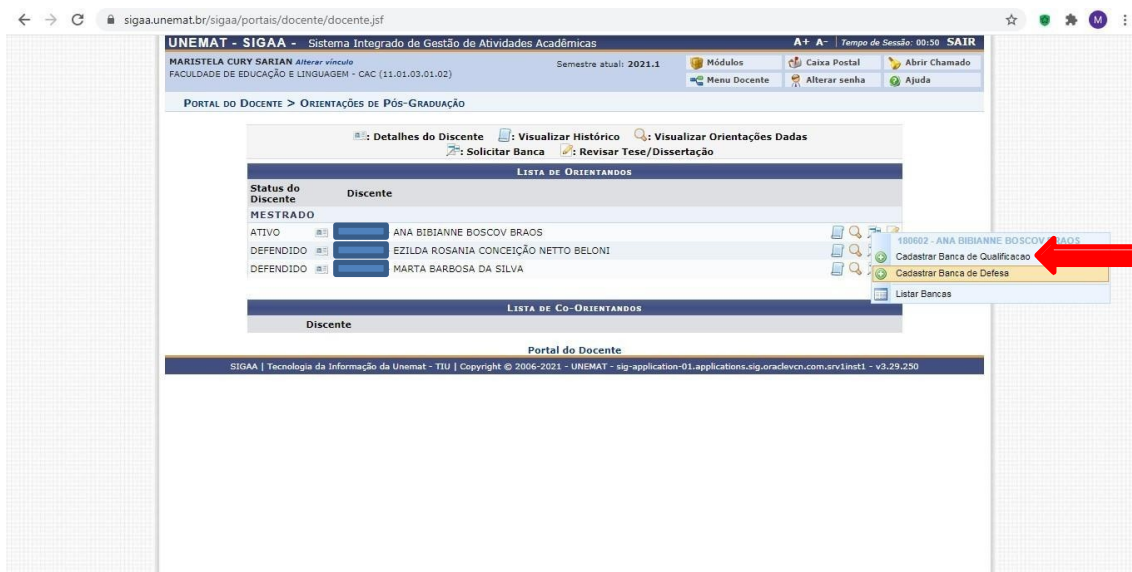 sigaa.unemat.br/sigaa/portais/docente/docente.jsf
M
UNEMAT - SIGAA - Sistema Integrado de Gestão de Atividades Acadêmicas A+ A- Tempo de Sessão: 00:50 SAIR
MARISTELA CURY SARIAN Alterar vínculo
FACULDADE DE EDUCAÇÃO E LINGUAGEM - CAC (11.01.03.01.02)
Semestre atual: 2021.1
Módulos Caixa Postal Abrir Chamado
Menu Docente Alterar senha Ajuda
PORTAL DO DOCENTE > ORIENTAÇÕES DE PÓS-GRADUAÇÃO
: Detalhes do Discente : Visualizar Histórico : Visualizar Orientações Dadas
: Solicitar Banca : Revisar Tese/Dissertação
LISTA DE ORIENTANDOS
Status do Discente Discente
MESTRADO
ATIVO ANA BIBIANNE BOSCOV BRAOS
DEFENDIDO EZILDA ROSANIA CONCEIÇÃO NETTO BELONI
DEFENDIDO MARTA BARBOSA DA SILVA
180602 - ANA BIBIANNE BOSCOV BRAOS
Cadastrar Banca de Qualificacao
Cadastrar Banca de Defesa
Listar Bancas
LISTA DE CO-ORIENTANDOS
Discente
Portal do Docente
SIGAA | Tecnologia da Informação da Unemat - TIU | Copyright © 2006-2021 - UNEMAT - sig-application-01.applications.sig.oraclevcn.com.srv1inst1 - v3.29.250